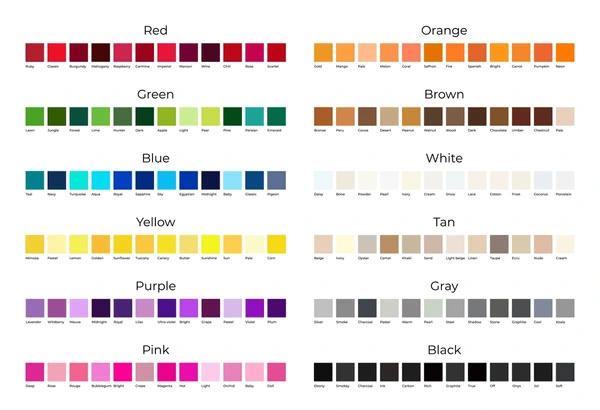 Red
Ruby Classic Burgundy Mahogany Raspberry Carmine Imperial Maroon Wine Chili Rose Scarlet
Orange
Gold Mango Pale Melon Coral Saffron Fire Spanish Bright Carrot Pumpkin Neon
Green
Lawn Jungle Forest Lime Hunter Dark Apple Light Pear Pine Persian Emerald
Brown
Bronze Peru Cocoa Desert Peanut Walnut Wood Dark Chocolate Umber Chestnut Pale
Blue
Teal Navy Turquoise Aqua Royal Sapphire Sky Egyptian Midnight Baby Classic Pigeon
White
Daisy Bone Powder Pearl Ivory Cream Snow Lace Cotton Frost Coconut Porcelain
Yellow
Mimosa Pastel Lemon Golden Sunflower Tuscany Canary Butter Sunshine Sun Pale Corn
Tan
Beige Ivory Oyster Camel Khaki Sand Light beige Linen Taupe Ecru Nude Cream
Purple
Lavender Wildberry Mauve Midnight Royal Lilac Ultra violet Bright Grape Pastel Violet Plum
Gray
Silver Smoke Charcoal Pastel Warm Pearl Steel Shadow Stone Graphite Cool Koala
Pink
Deep Rose Rouge Bubblegum Bright Crepe Magenta Hot Light Orchid Baby Doll
Black
Ebony Smokey Charcoal Ink Carbon Rich Graphite True Off Onyx Jet Soft